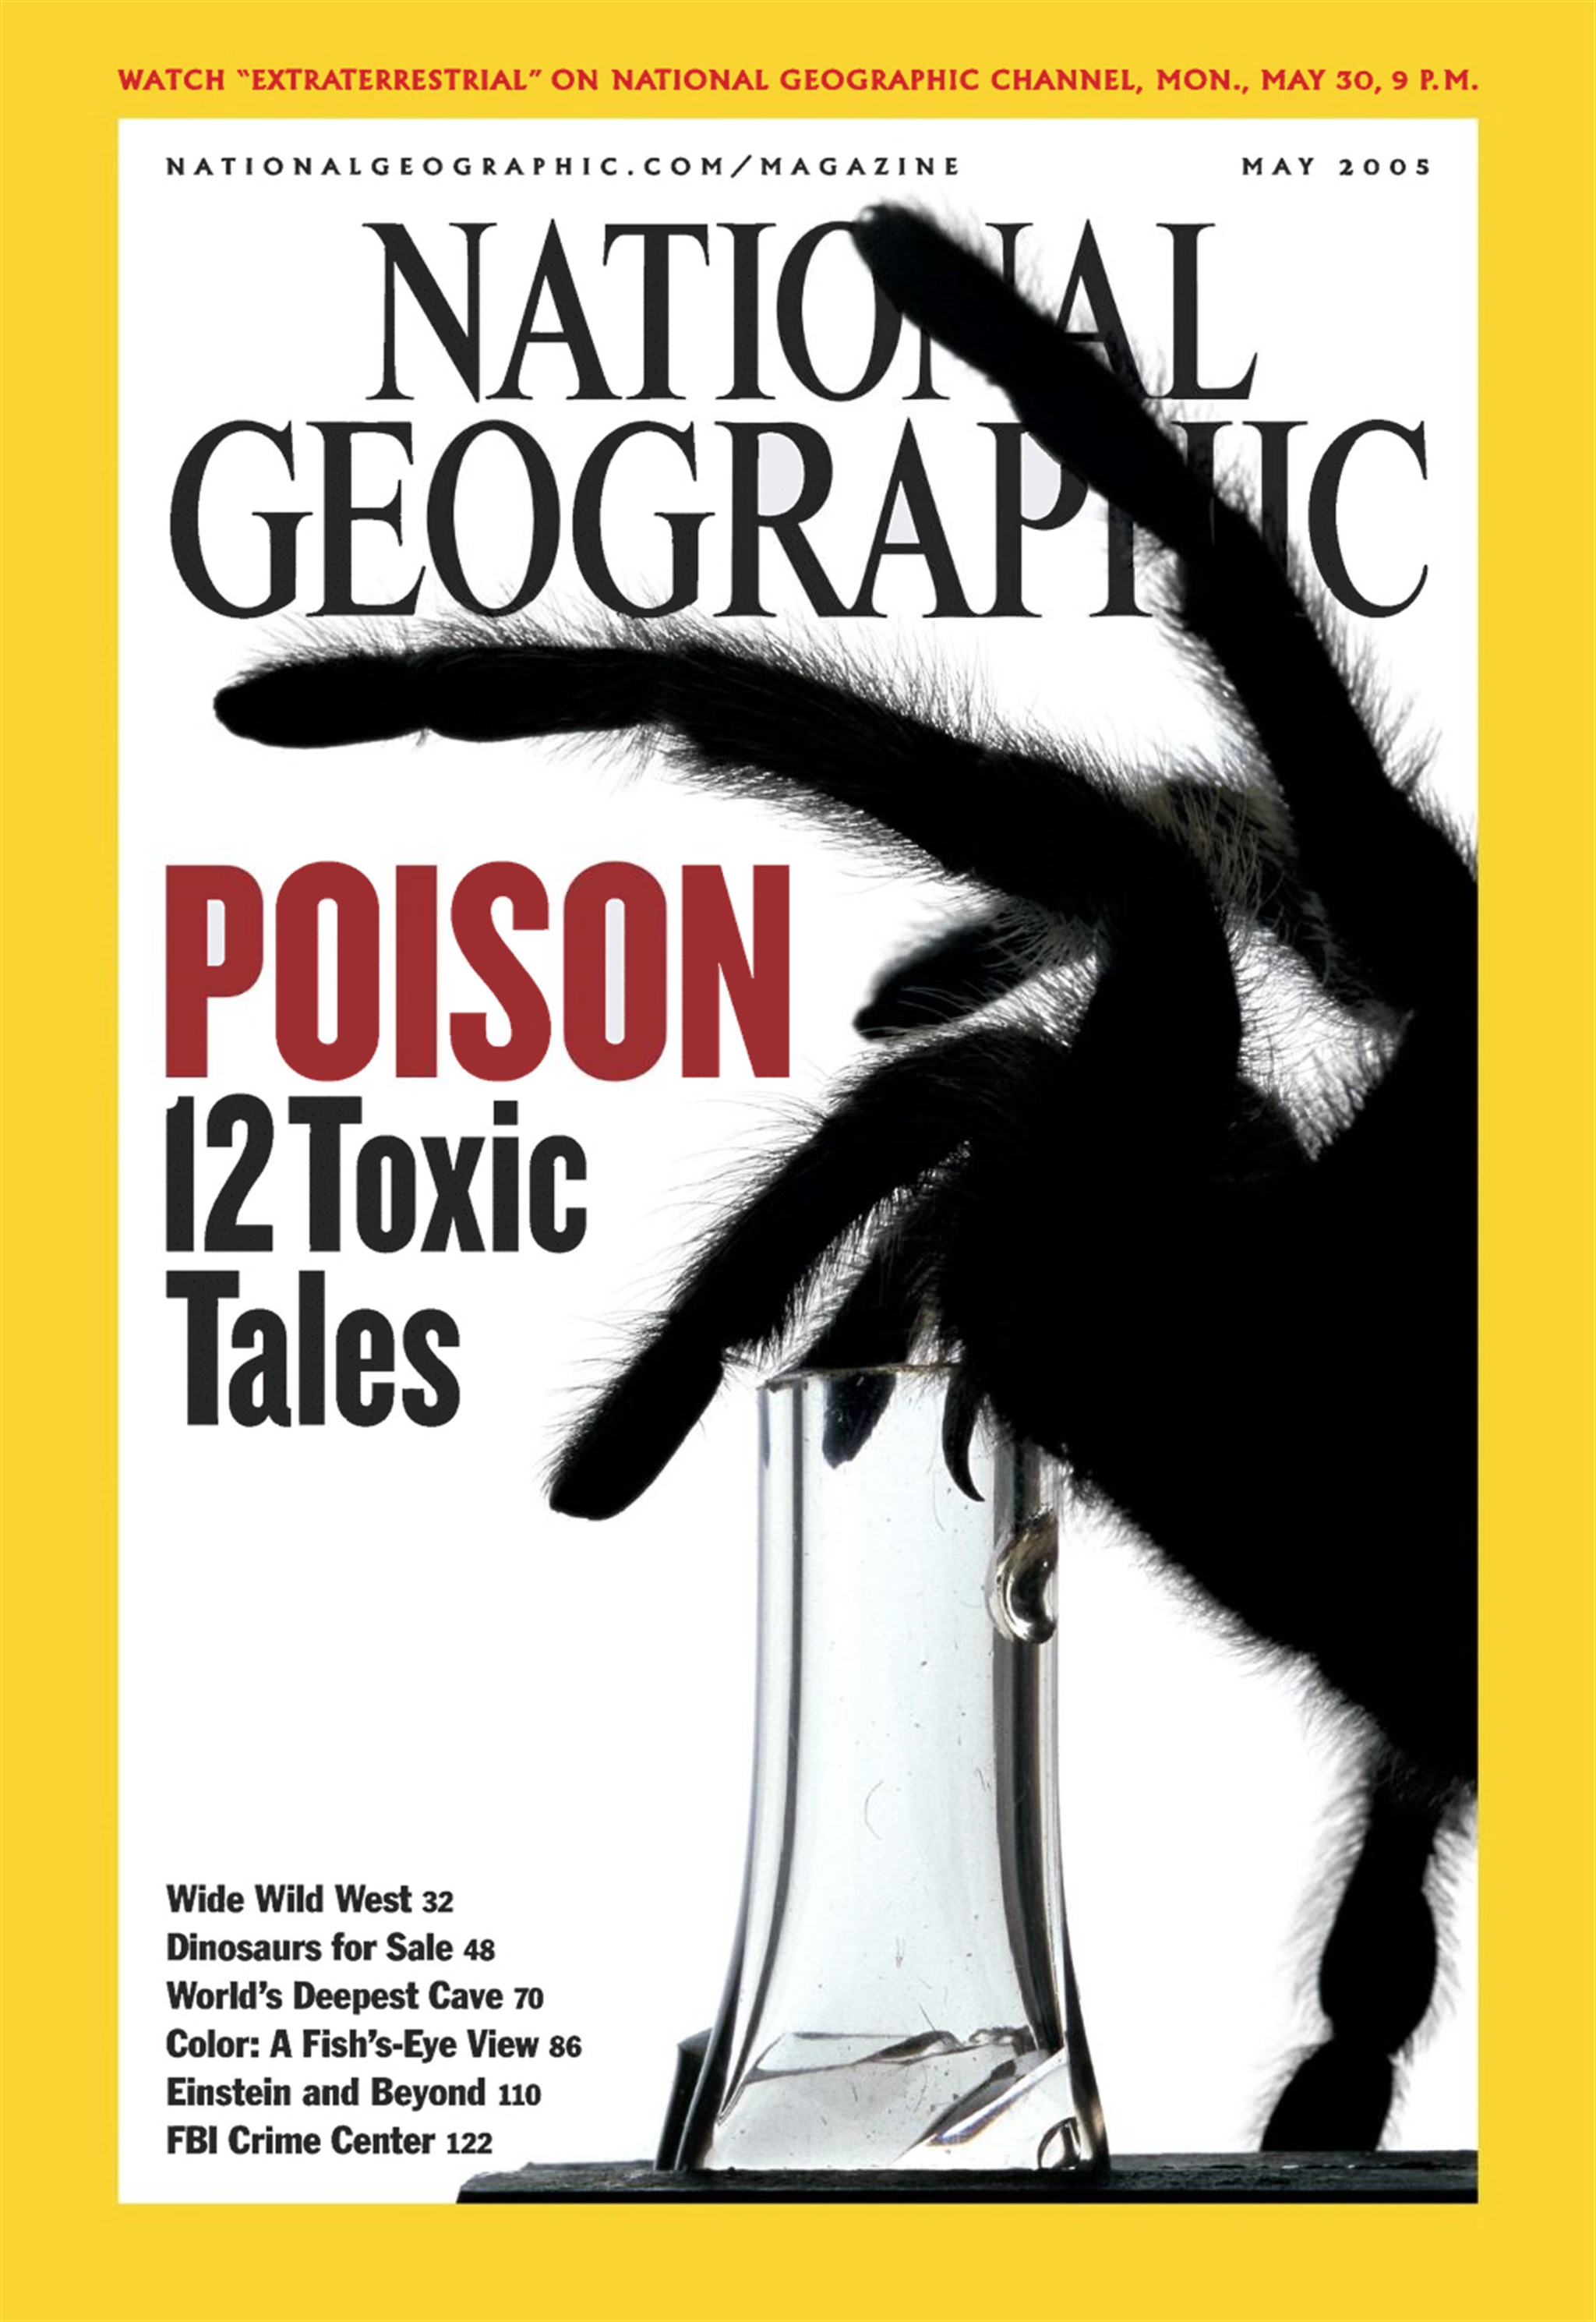 WATCH "EXTRATERRESTRIAL" ON NATIONAL GEOGRAPHIC CHANNEL, MON., MAY 30, 9 P.M.
NATIONALGEOGRAPHIC.COM/MAGAZINE MAY 2005
NATIONAL
GEOGRAPHIC
POISON
12 Toxic
Tales
Wide Wild West 32
Dinosaurs for Sale 48
World's Deepest Cave 70
Color: A Fish's-Eye View 86
Einstein and Beyond 110
FBI Crime Center 122